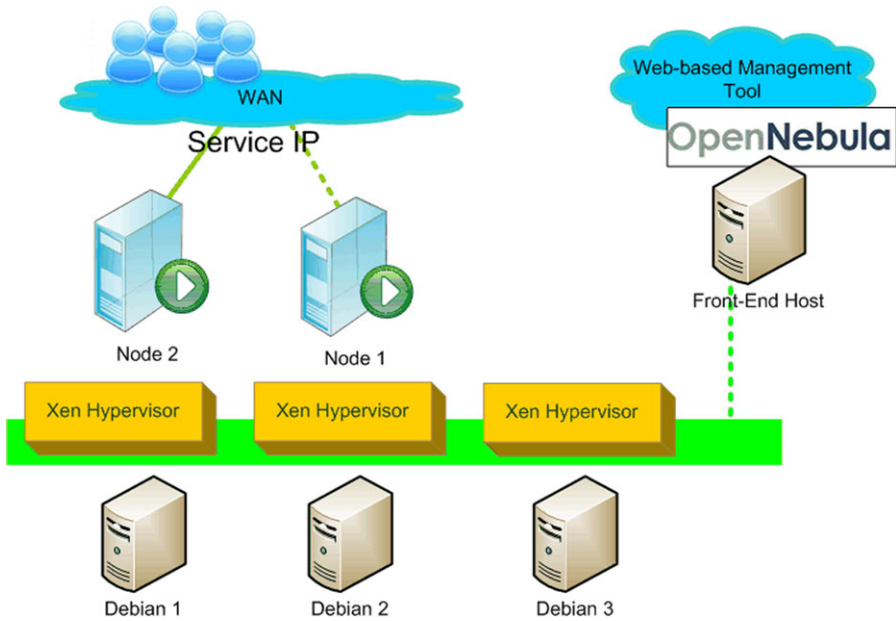 WAN
Service IP
Web-based Management
Tool
OpenNebula
Front-End Host
Node 2
Node 1
Xen Hypervisor
Xen Hypervisor
Xen Hypervisor
Debian 1
Debian 2
Debian 3